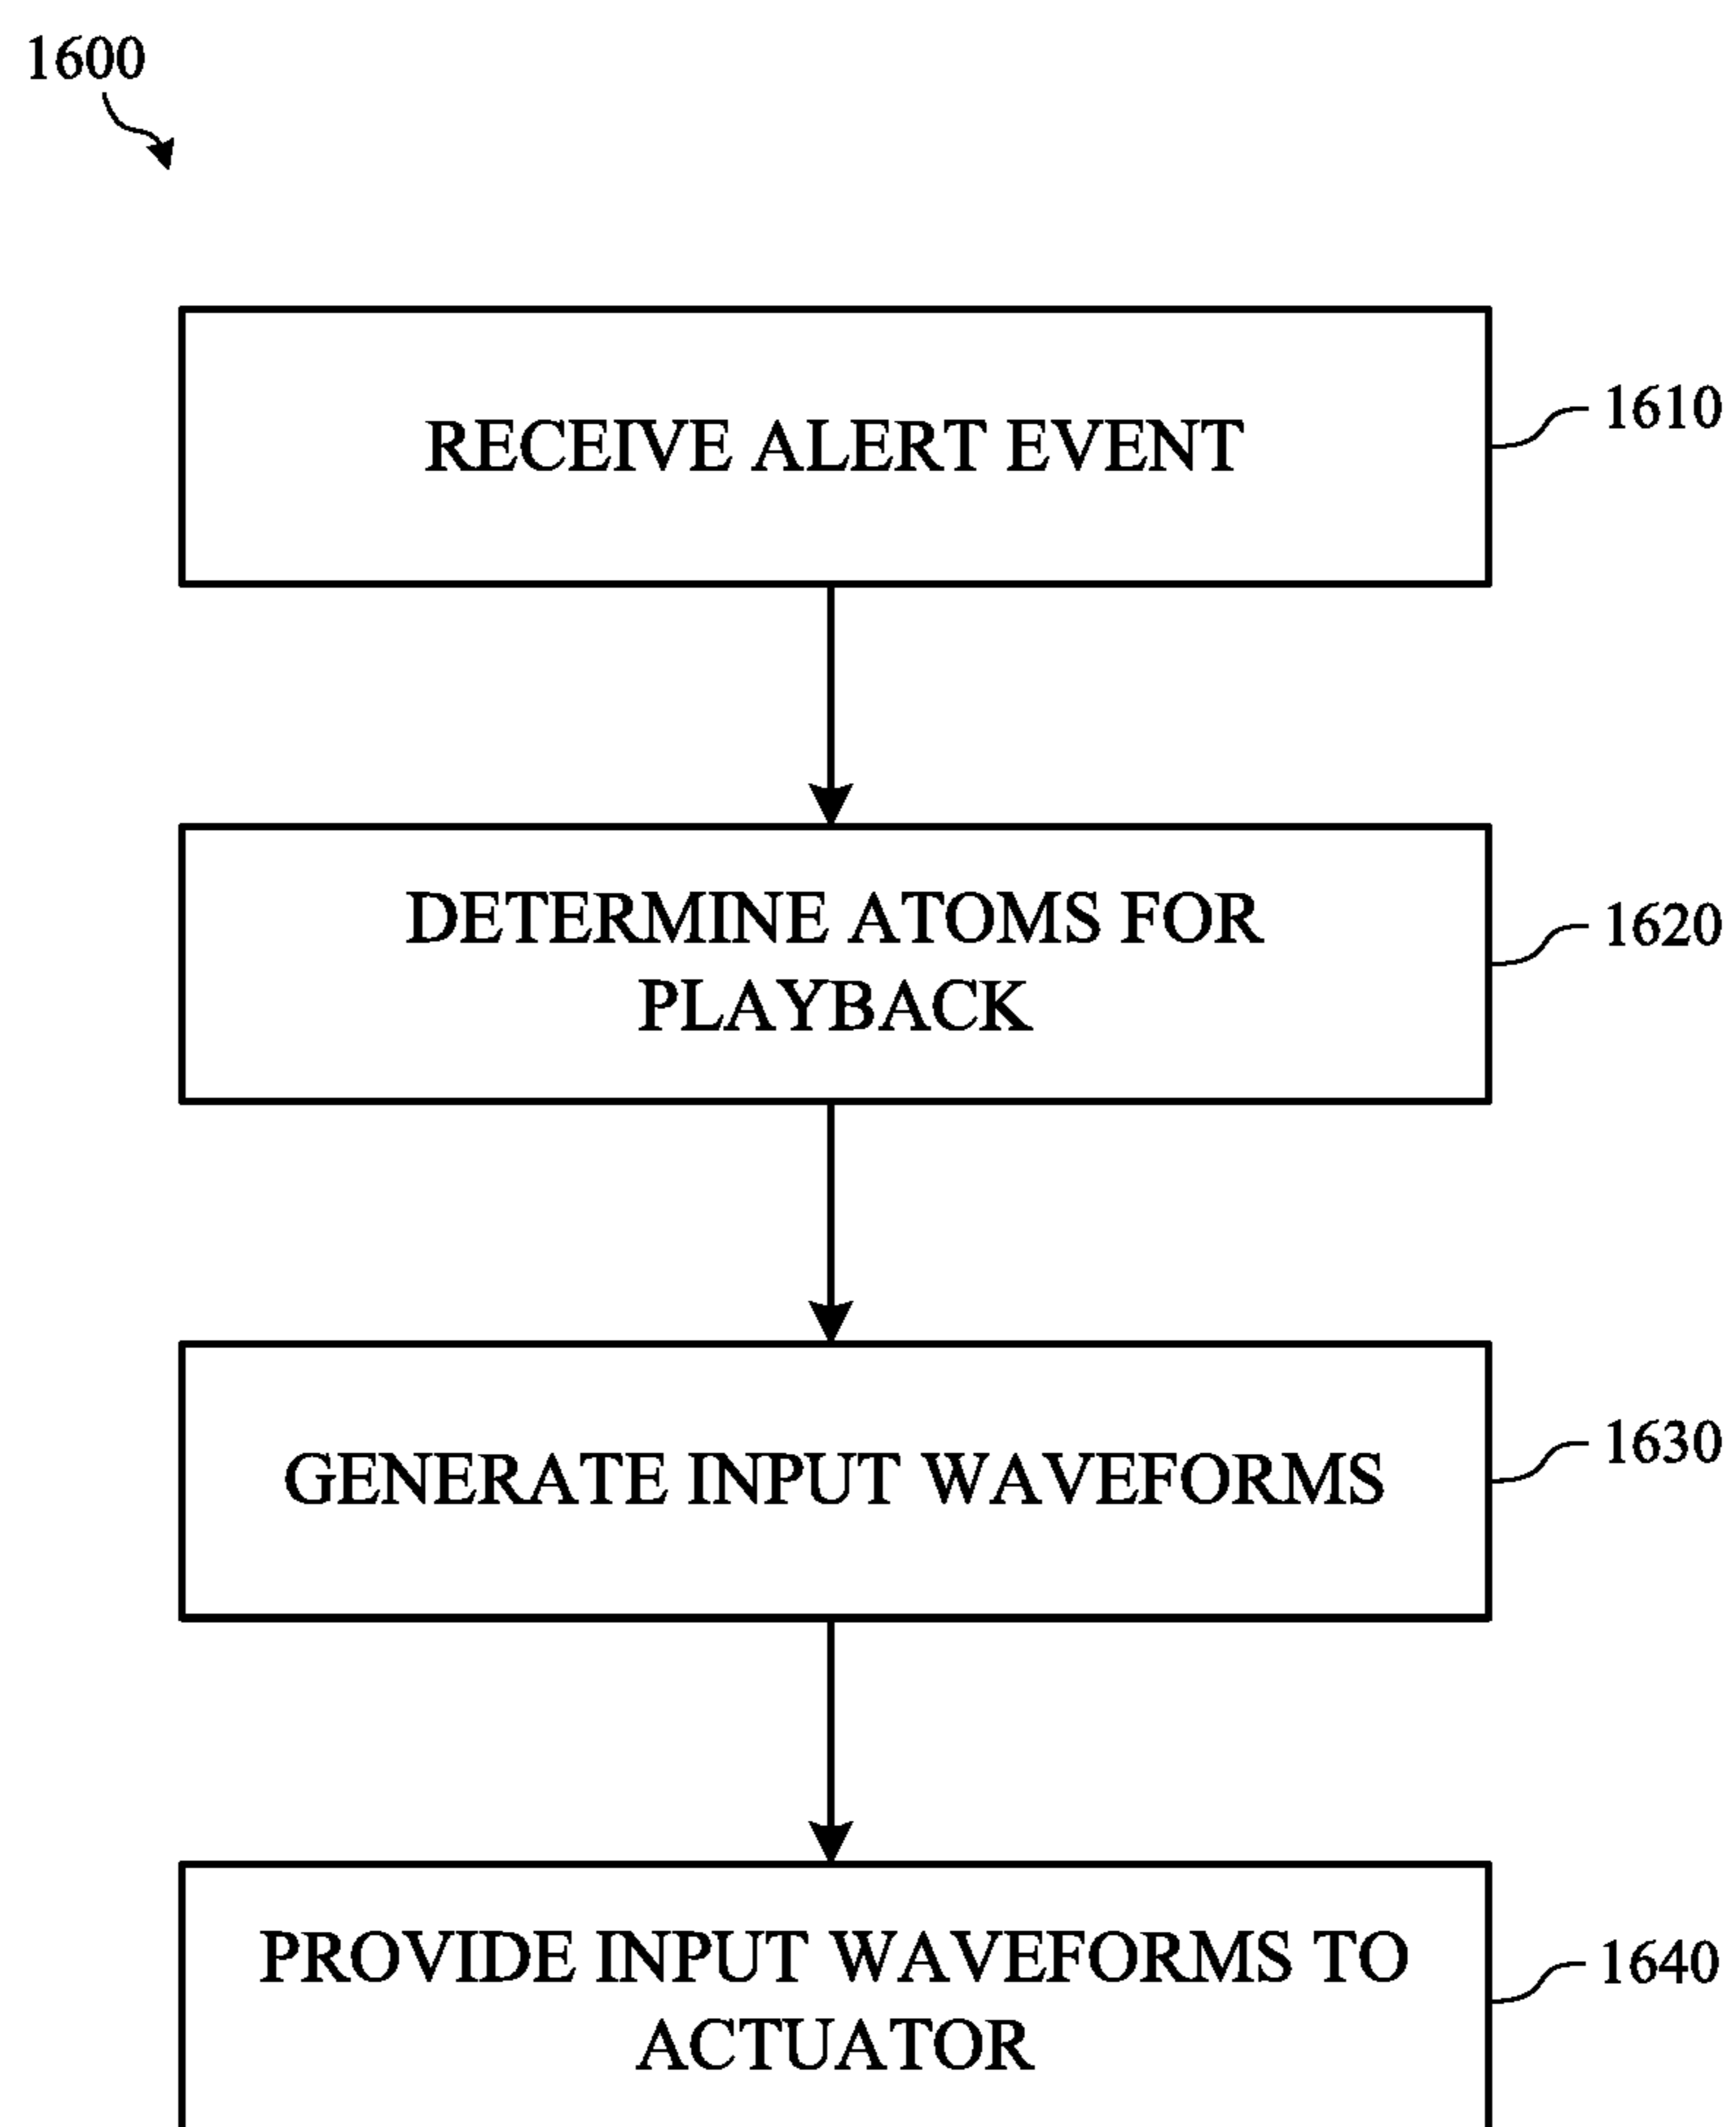 1600
RECEIVE ALERT EVENT
1610
DETERMINE ATOMS FOR
PLAYBACK
1620
GENERATE INPUT WAVEFORMS
1630
PROVIDE INPUT WAVEFORMS TO
ACTUATOR
1640